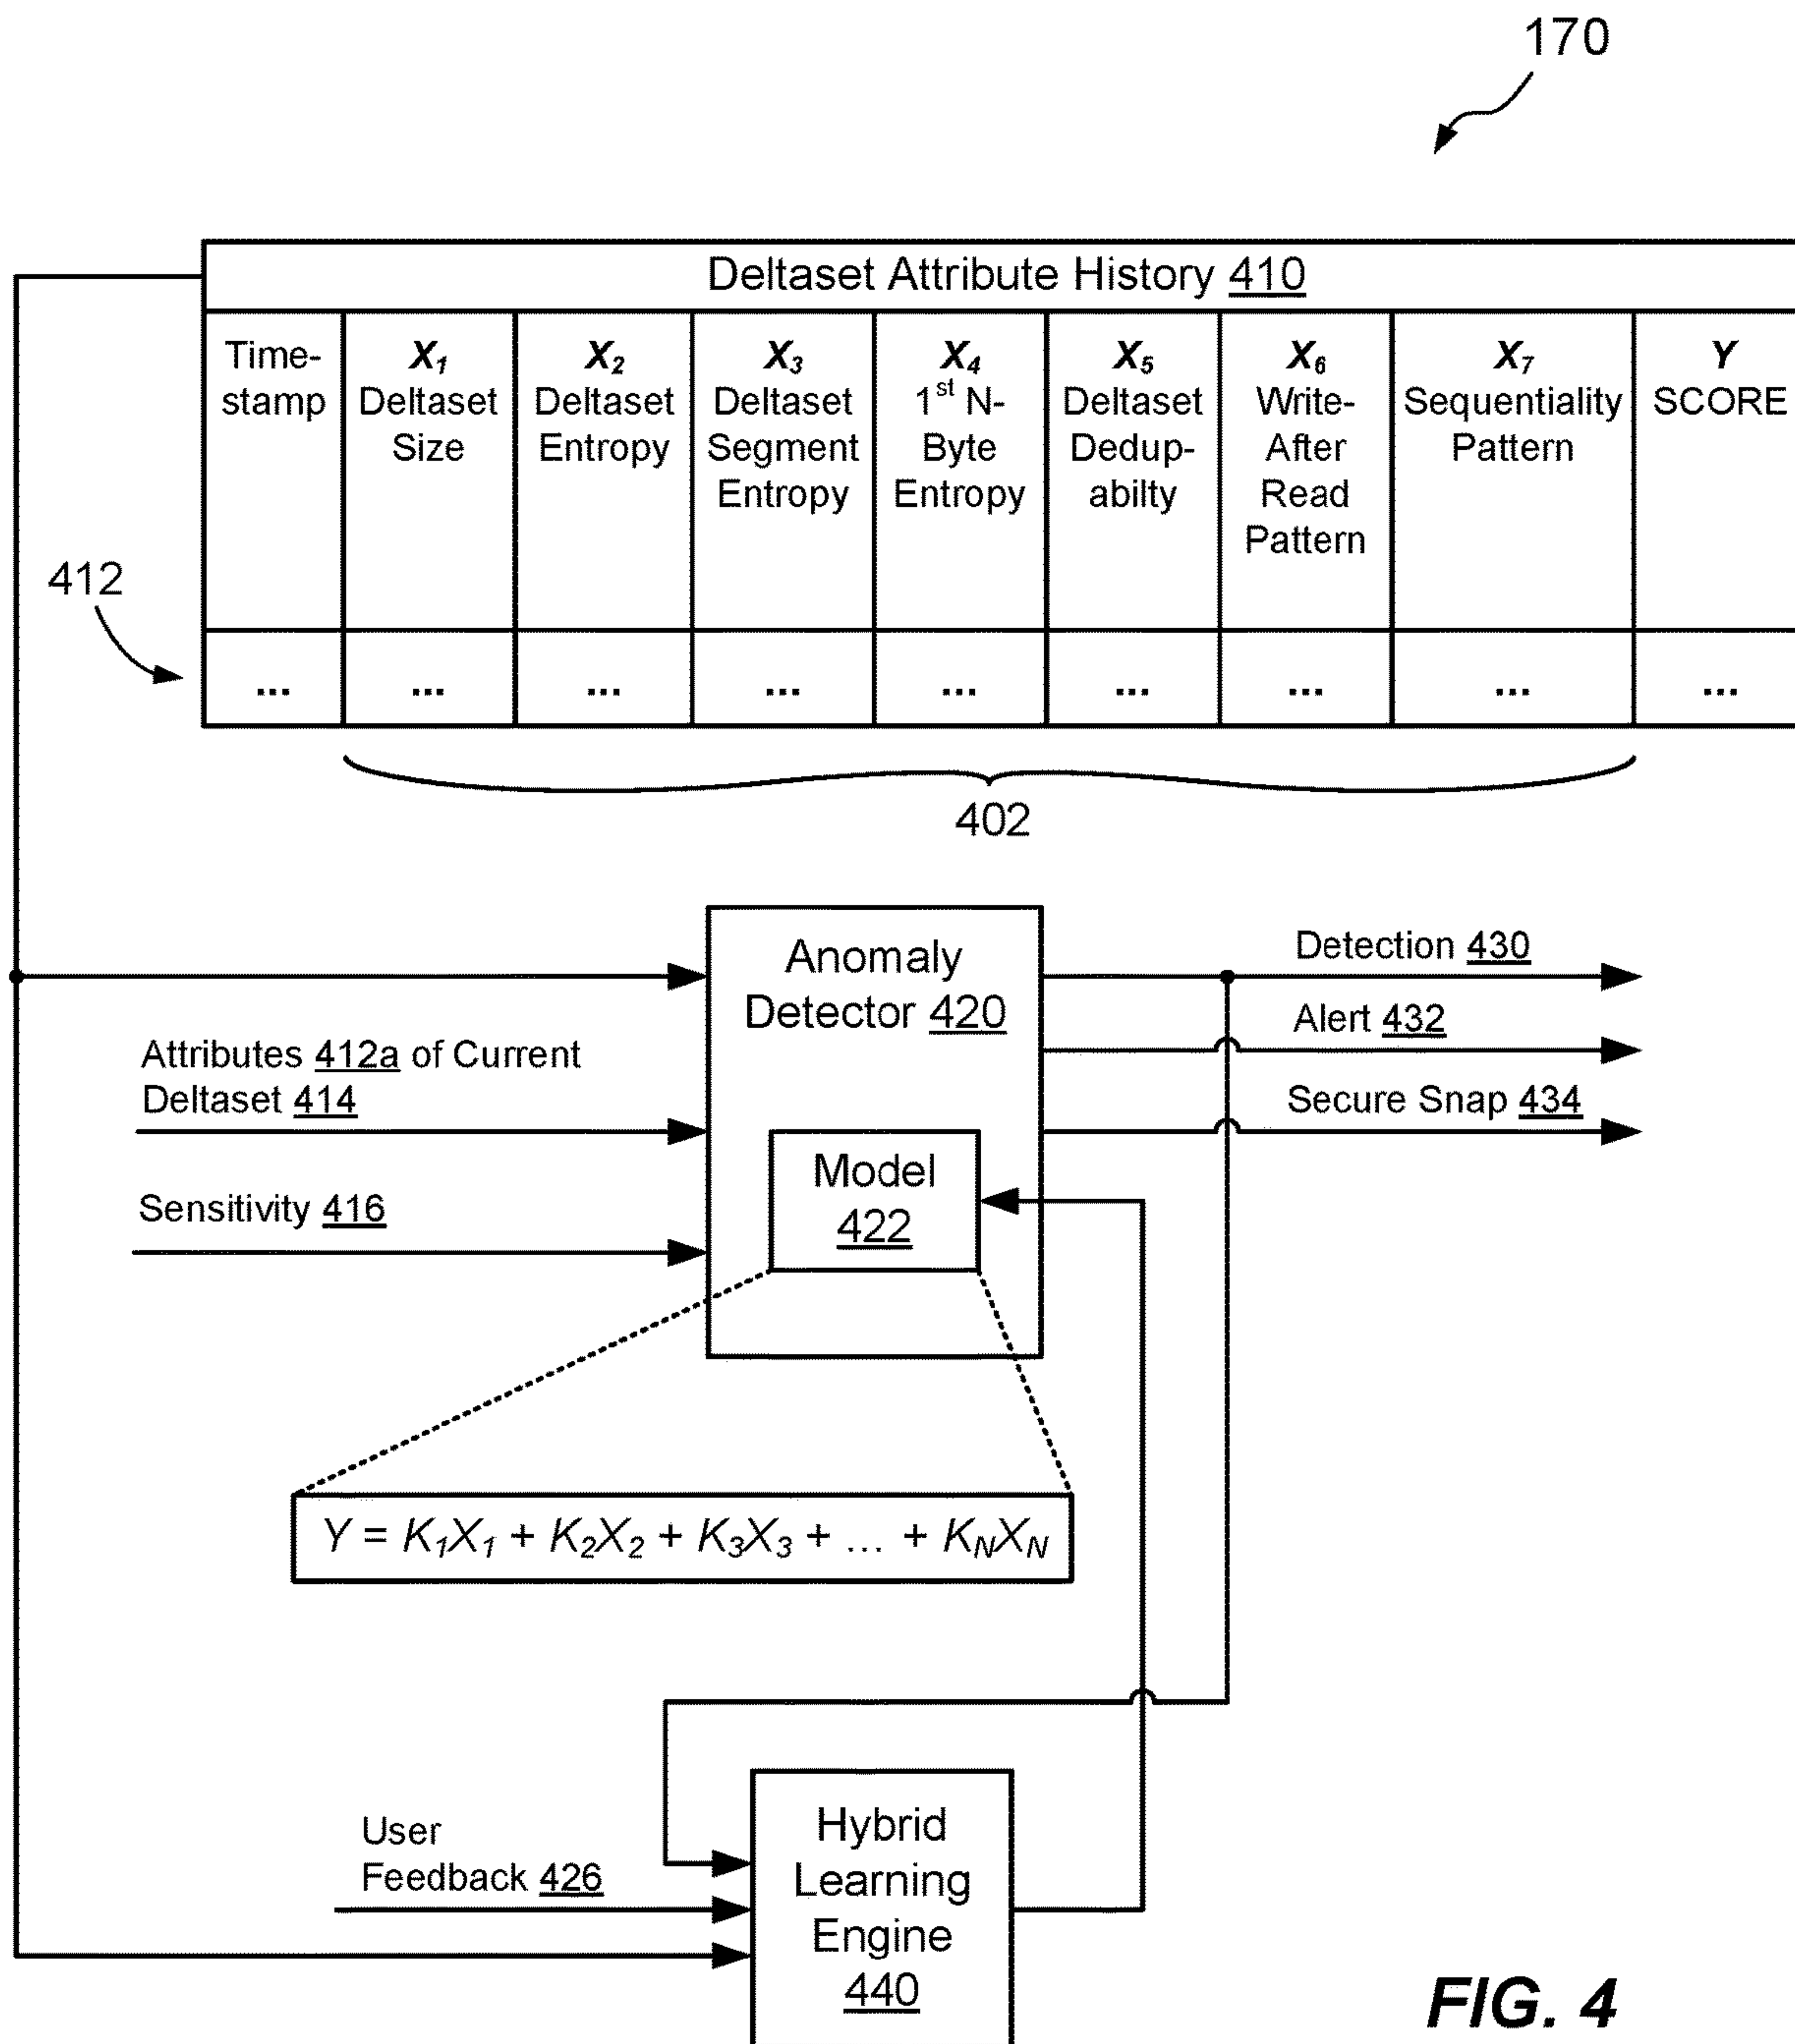 170
Deltaset Attribute History 410
Time-
stamp
X1
Deltaset
Size
X2
Deltaset
Entropy
X3
Deltaset
Segment
Entropy
X4
1st N-
Byte
Entropy
X5
Deltaset
Dedup-
abilty
X6
Write-
After
Read
Pattern
X7
Sequentiality
Pattern
Y
SCORE
412
... ... ... ... ... ... ... ... ...
402
Anomaly
Detector 420
Detection 430
Alert 432
Secure Snap 434
Attributes 412a of Current
Deltaset 414
Sensitivity 416
Model
422
Y = K1X1 + K2X2 + K3X3 + ... + KNXN
User
Feedback 426
Hybrid
Learning
Engine
440
FIG. 4